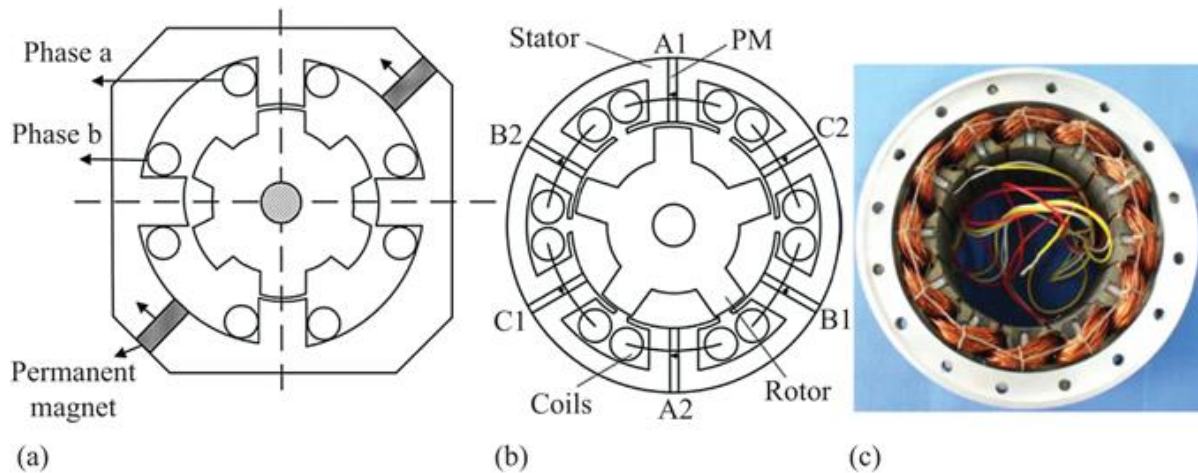 Phase a
Phase b
Permanent
magnet
(a)
Stator
A1
PM
B2
C2
C1
B1
Coils
A2
Rotor
(b)
(c)